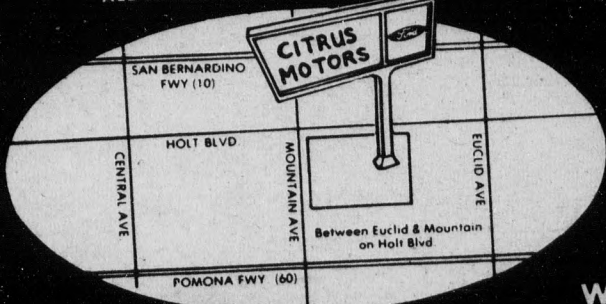 CITRUS
MOTORS
Ford
SAN BERNARDINO
FWY (10)
HOLT BLVD
CENTRAL AVE
MOUNTAIN AVE
EUCLID AVE
Between Euclid & Mountain
on Holt Blvd.
POMONA FWY (60)
W